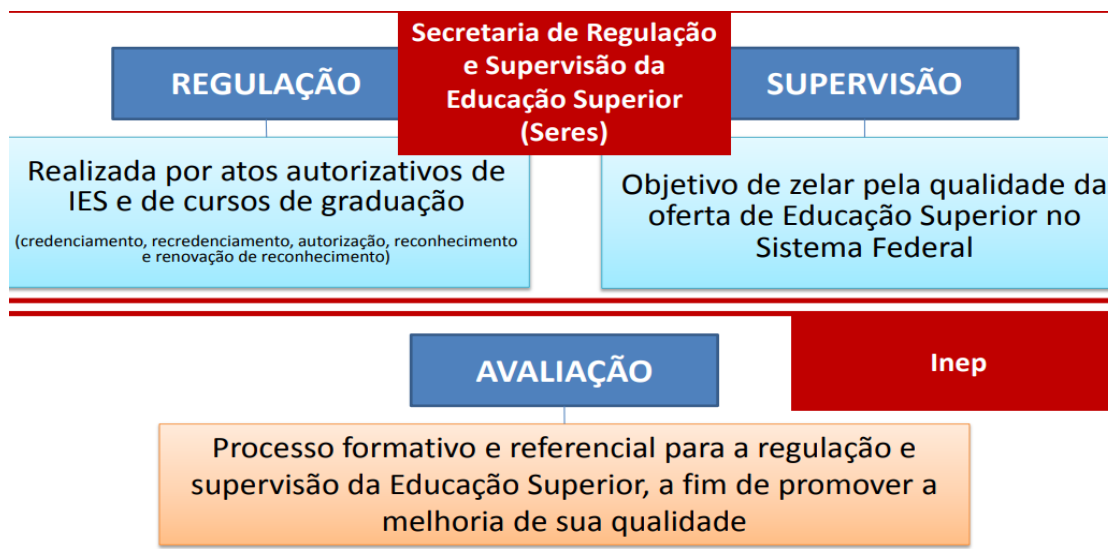 Secretaria de Regulação
e Supervisão da
Educação Superior
(Seres)
REGULAÇÃO
Realizada por atos autorizativos de
IES e de cursos de graduação
(credenciamento, recredenciamento, autorização, reconhecimento
e renovação de reconhecimento)
SUPERVISÃO
Objetivo de zelar pela qualidade da
oferta de Educação Superior no
Sistema Federal
Inep
AVALIAÇÃO
Processo formativo e referencial para a regulação e
supervisão da Educação Superior, a fim de promover a
melhoria de sua qualidade